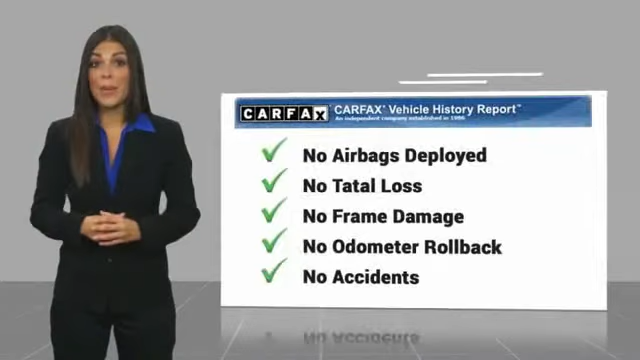 CARFAX CARFAX® Vehicle History Report™
An independent company established in 1986
No Airbags Deployed
No Tatal Loss
No Frame Damage
No Odometer Rollback
No Accidents